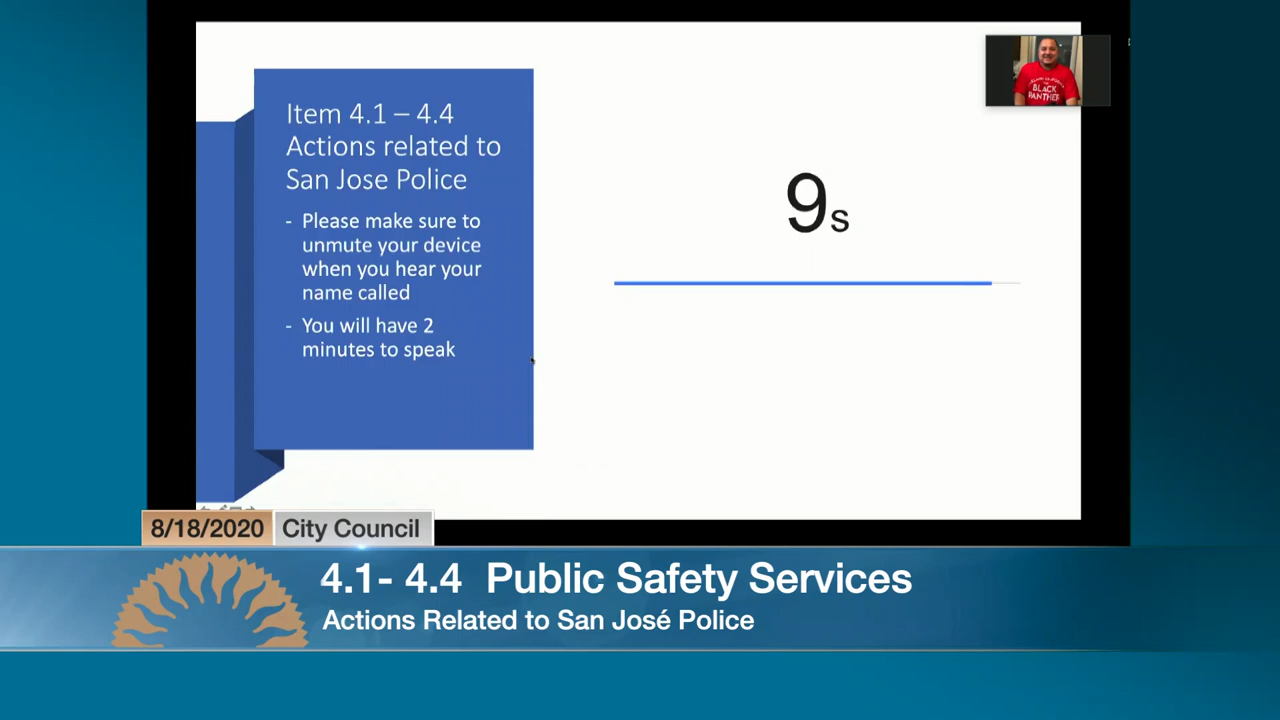 Item 4.1 – 4.4
Actions related to
San Jose Police
- Please make sure to
unmute your device
when you hear your
name called
- You will have 2
minutes to speak
9s
BLACK
PANTHER
8/18/2020 City Council
4.1- 4.4 Public Safety Services
Actions Related to San José Police